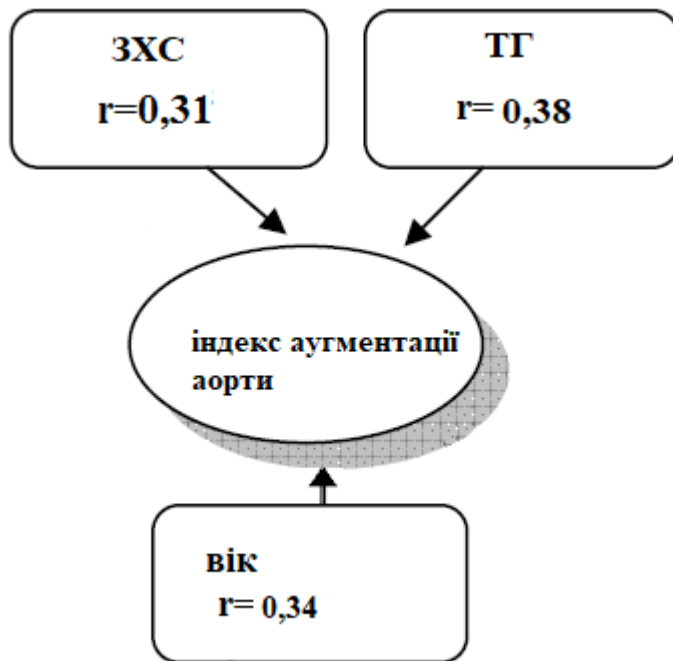 ЗХС
r=0,31
ТГ
r= 0,38
індекс аугментації
аорти
вік
r= 0,34